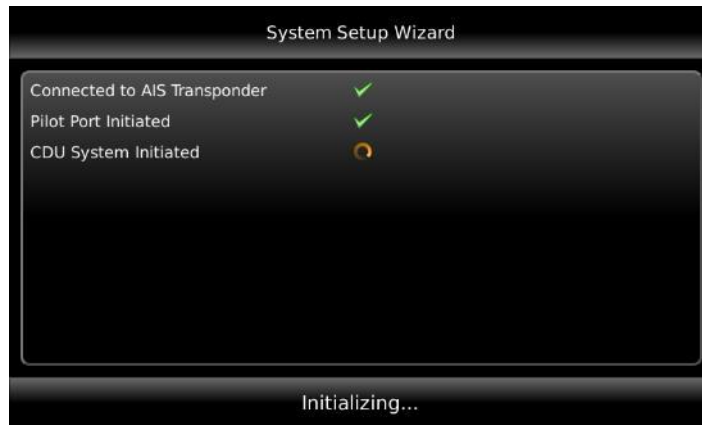 System Setup Wizard
Connected to AIS Transponder
Pilot Port Initiated
CDU System Initiated
Initializing...